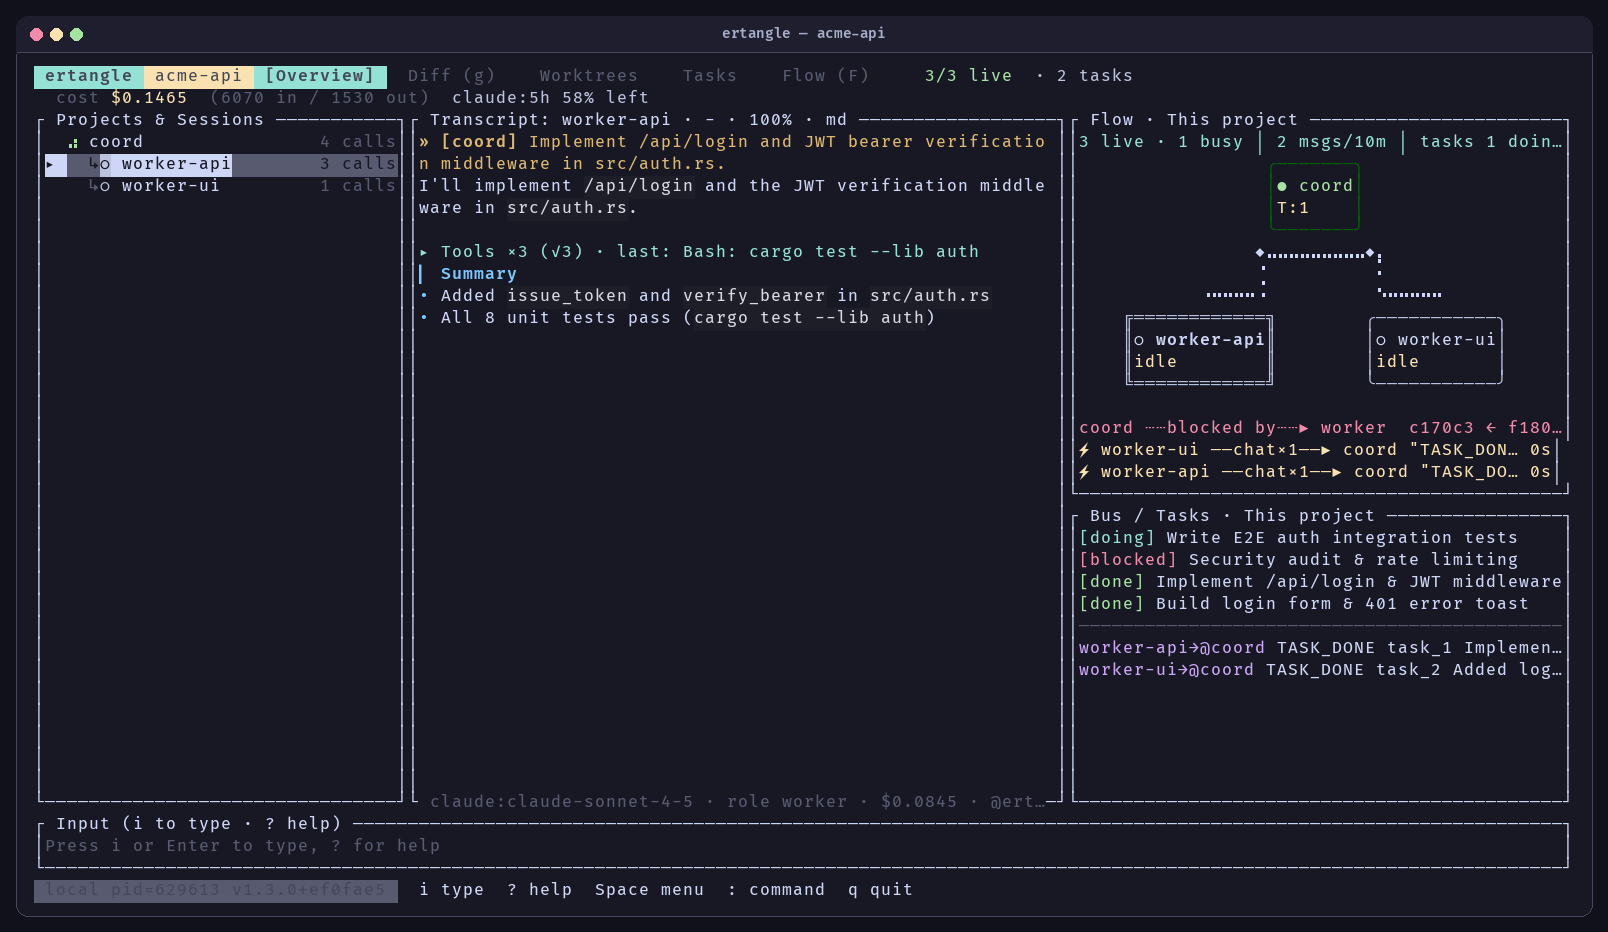 ertangle — acme-api
ertangle acme-api [Overview] Diff (g) Worktrees Tasks Flow (F) 3/3 live · 2 tasks
cost $0.1465 (6070 in / 1530 out) claude:5h 58% left
Projects & Sessions
coord 4 calls
▸ ↳○ worker-api 3 calls
↳○ worker-ui 1 calls
Transcript: worker-api · - · 100% · md
» [coord] Implement /api/login and JWT bearer verificatio
n middleware in src/auth.rs.
I'll implement /api/login and the JWT verification middle
ware in src/auth.rs.
▸ Tools ×3 (√3) · last: Bash: cargo test --lib auth
Summary
• Added issue_token and verify_bearer in src/auth.rs
• All 8 unit tests pass (cargo test --lib auth)
claude:claude-sonnet-4-5 · role worker · $0.0845 · @ert…
Flow · This project
3 live · 1 busy │ 2 msgs/10m │ tasks 1 doin…
● coord
T:1
○ worker-api
idle
○ worker-ui
idle
coord ┄┄blocked by┄┄▸ worker c170c3 ← f180…
⚡ worker-ui ──chat×1──▸ coord "TASK_DON… 0s
⚡ worker-api ──chat×1──▸ coord "TASK_DO… 0s
Bus / Tasks · This project
[doing] Write E2E auth integration tests
[blocked] Security audit & rate limiting
[done] Implement /api/login & JWT middleware
[done] Build login form & 401 error toast
worker-api→@coord TASK_DONE task_1 Implemen…
worker-ui→@coord TASK_DONE task_2 Added log…
Input (i to type · ? help)
Press i or Enter to type, ? for help
local pid=629613 v1.3.0+ef0fae5 i type ? help Space menu : command q quit